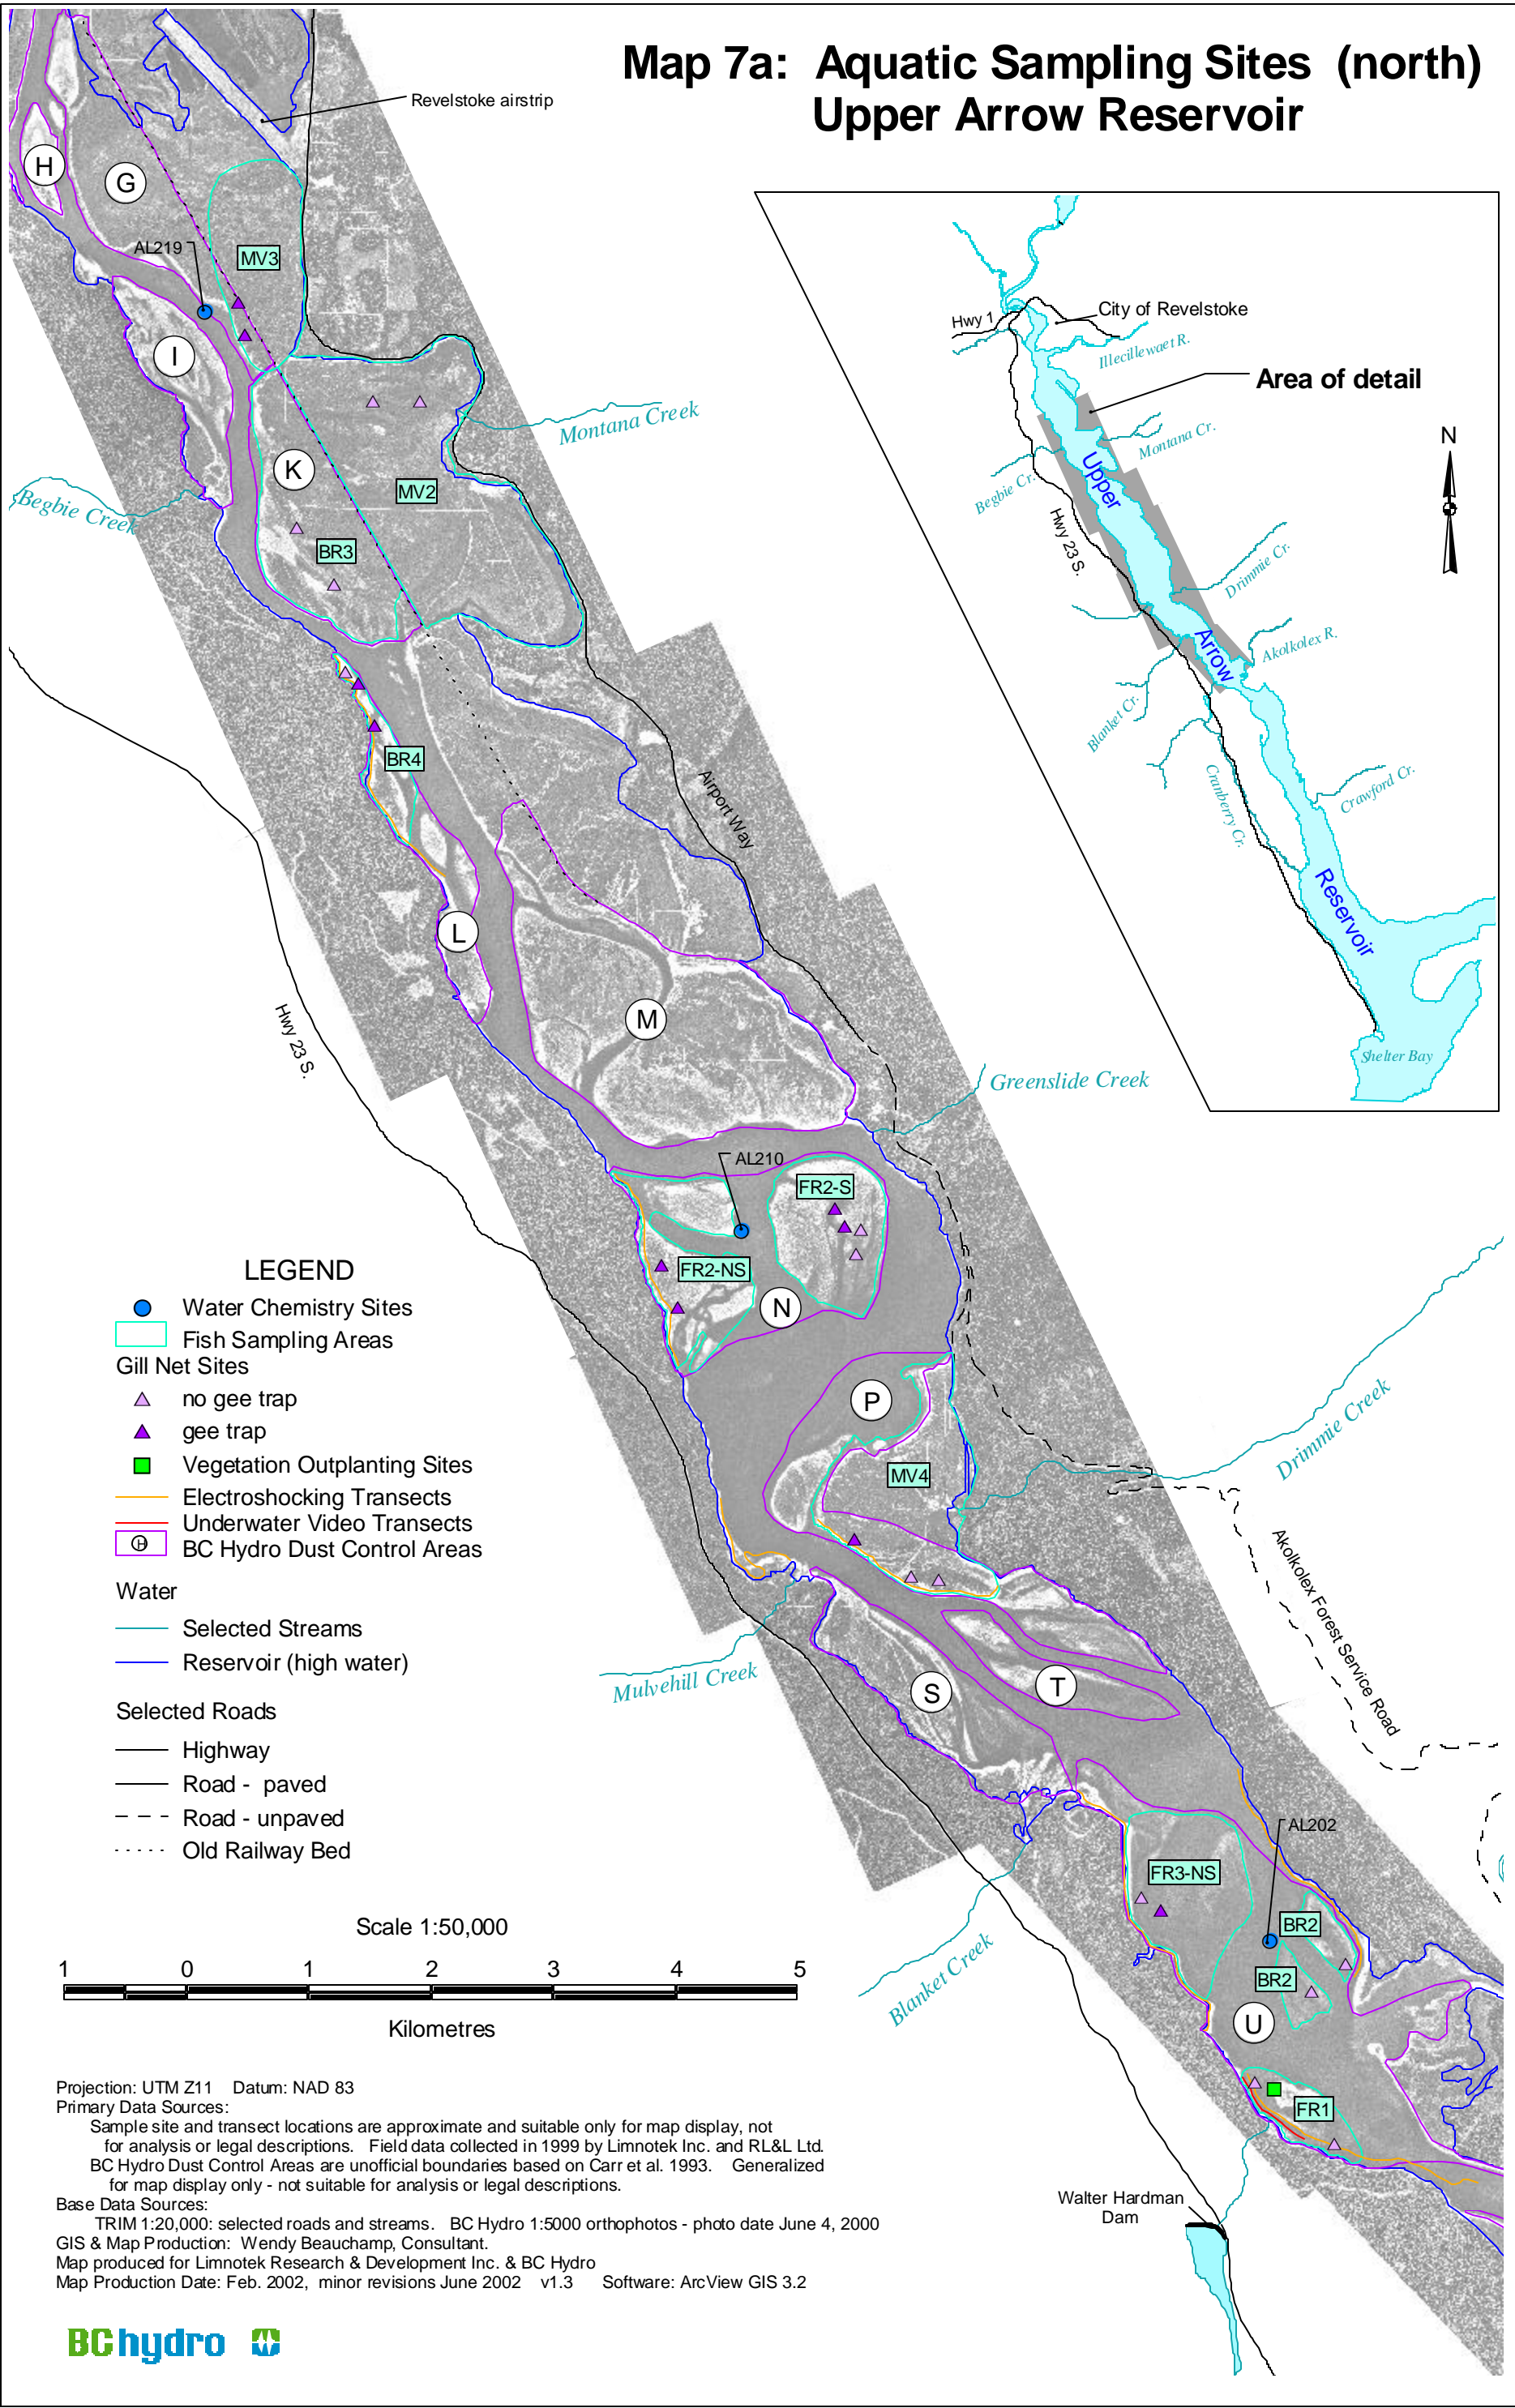 Map 7a: Aquatic Sampling Sites (north)
Upper Arrow Reservoir
Revelstoke airstrip
H
G
AL219
MV3
I
Montana Creek
K
MV2
Begbie Creek
BR3
BR4
Airport Way
L
Hwy 23 S.
M
Greenslide Creek
AL210
FR2-S
FR2-NS
N
P
MV4
Drimmie Creek
Akolkolex Forest Service Road
Mulvehill Creek
S
T
AL202
FR3-NS
BR2
BR2
Blanket Creek
U
FR1
Walter Hardman
Dam
Hwy 1
City of Revelstoke
Illecillewaet R.
Area of detail
N
Montana Cr.
Begbie Cr.
Upper
Hwy 23 S.
Drimmie Cr.
Akolkolex R.
Arrow
Blanket Cr.
Cranberry Cr.
Crawford Cr.
Reservoir
Shelter Bay
LEGEND
Water Chemistry Sites
Fish Sampling Areas
Gill Net Sites
no gee trap
gee trap
Vegetation Outplanting Sites
Electroshocking Transects
Underwater Video Transects
H BC Hydro Dust Control Areas
Water
Selected Streams
Reservoir (high water)
Selected Roads
Highway
Road - paved
Road - unpaved
Old Railway Bed
Scale 1:50,000
1 0 1 2 3 4 5
Kilometres
Projection: UTM Z11 Datum: NAD 83
Primary Data Sources:
Sample site and transect locations are approximate and suitable only for map display, not
for analysis or legal descriptions. Field data collected in 1999 by Limnotek Inc. and RL&L Ltd.
BC Hydro Dust Control Areas are unofficial boundaries based on Carr et al. 1993. Generalized
for map display only - not suitable for analysis or legal descriptions.
Base Data Sources:
TRIM 1:20,000: selected roads and streams. BC Hydro 1:5000 orthophotos - photo date June 4, 2000
GIS & Map Production: Wendy Beauchamp, Consultant.
Map produced for Limnotek Research & Development Inc. & BC Hydro
Map Production Date: Feb. 2002, minor revisions June 2002 v1.3 Software: ArcView GIS 3.2
BChydro